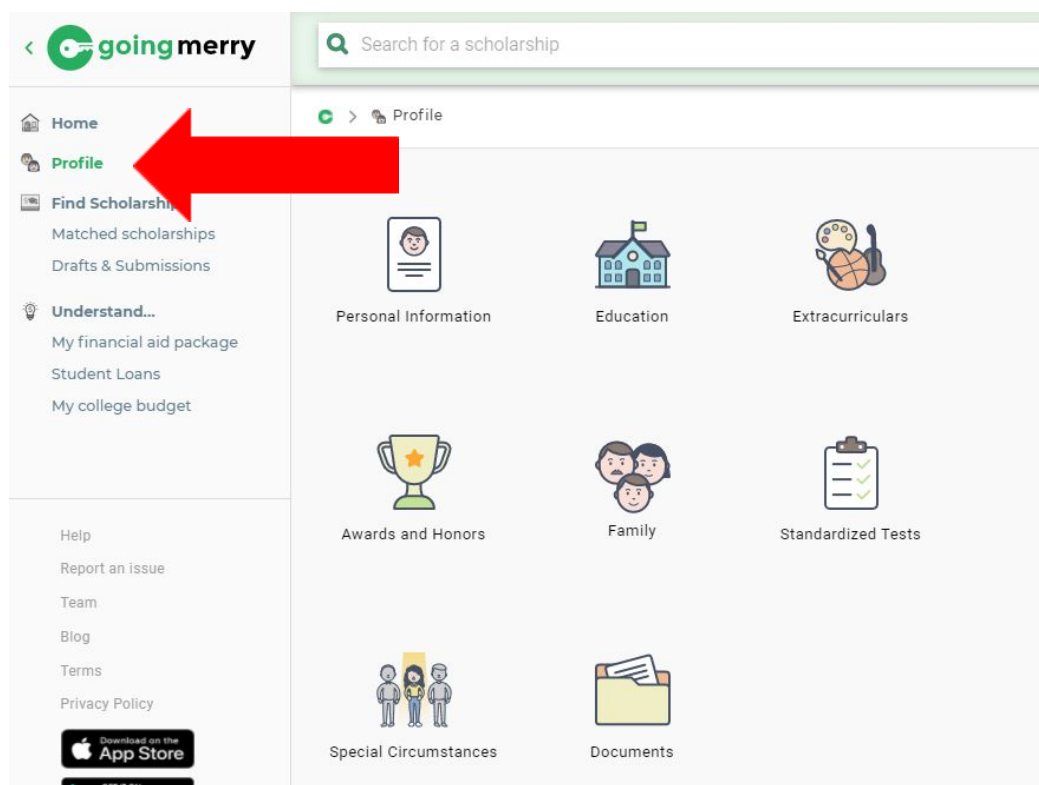 going merry
Search for a scholarship
Home
Profile
Profile
Find Scholarship
Matched scholarships
Drafts & Submissions
Understand...
My financial aid package
Student Loans
My college budget
Personal Information
Education
Extracurriculars
Awards and Honors
Family
Standardized Tests
Special Circumstances
Documents
Help
Report an issue
Team
Blog
Terms
Privacy Policy
Download on the
App Store